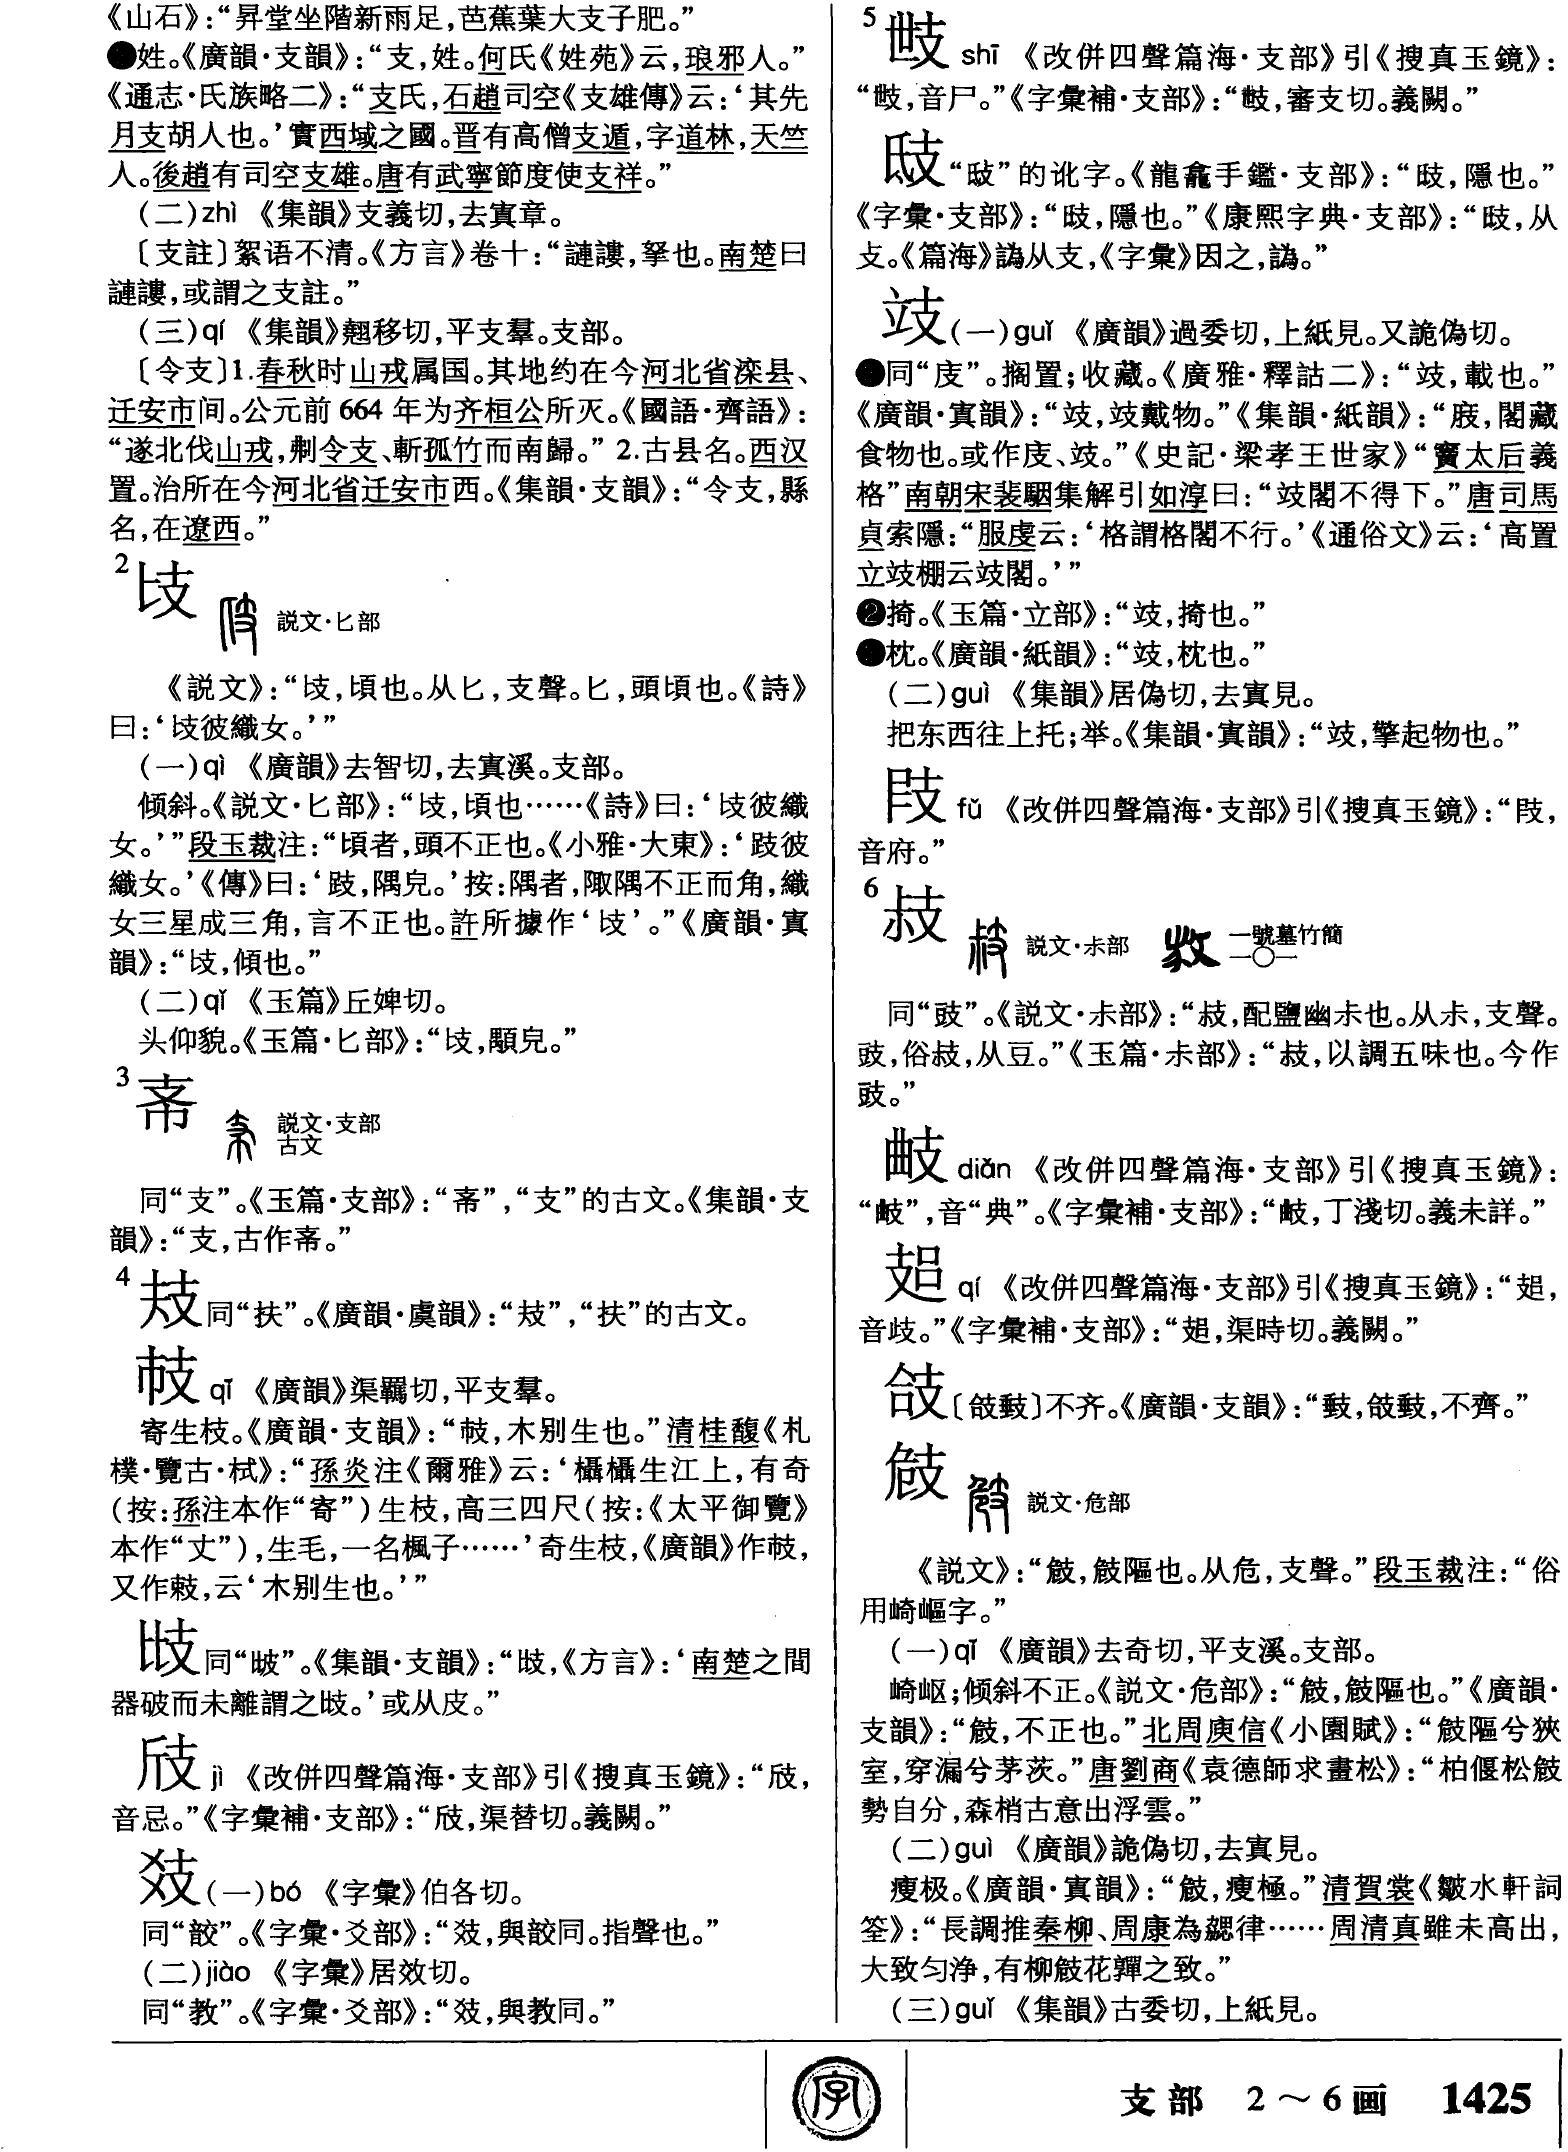 《山石》：“昇堂坐階新雨足，芭蕉葉大支子肥。”
姓。《廣韻·支韻》：“支，姓。何氏《姓苑》云，琅邪人。”
《通志·氏族略二》：“支氏，石趙司空《支雄傳》云：‘其先
月支胡人也。’實西域之國。晋有高僧支遁，字道林，天竺
人。後趙有司空支雄。唐有武寧節度使支祥。”
（二）zhì 《集韻》支義切，去寘章。
〔支註〕絮语不清。《方言》卷十：“謰謱，拏也。南楚曰
謰謱，或謂之支註。”
（三）qí 《集韻》翹移切，平支羣。支部。
〔令支〕1.春秋时山戎属国。其地约在今河北省滦县、
迁安市间。公元前664年为齐桓公所灭。《國語·齊語》：
“遂北伐山戎，刜令支、斬孤竹而南歸。”2.古县名。西汉
置。治所在今河北省迁安市西。《集韻·支韻》：“令支，縣
名，在遼西。”
2 𠤕 説文·匕部
《説文》：“𠤕，頃也。从匕，支聲。匕，頭頃也。《詩》
曰：‘𠤕彼織女。’”
（一）qì 《廣韻》去智切，去寘溪。支部。
倾斜。《説文·匕部》：“𠤕，頃也……《詩》曰：‘𠤕彼織
女。’”段玉裁注：“頃者，頭不正也。《小雅·大東》：‘跂彼
織女。’《傳》曰：‘跂，隅皃。’按：隅者，陬隅不正而角，織
女三星成三角，言不正也。許所據作‘𠤕’。”《廣韻·寘
韻》：“𠤕，傾也。”
（二）qǐ 《玉篇》丘婢切。
头仰貌。《玉篇·匕部》：“𠤕，顒皃。”
3 説文·支部
古文
同“支”。《玉篇·支部》：“”，“支”的古文。《集韻·支
韻》：“支，古作。”
4 同“扶”。《廣韻·虞韻》：“”，“扶”的古文。
qí 《廣韻》渠羈切，平支羣。
寄生枝。《廣韻·支韻》：“，木别生也。”清桂馥《札
樸·覽古·栻》：“孫炎注《爾雅》云：‘欇欇生江上，有奇
（按：孫注本作“寄”）生枝，高三四尺（按：《太平御覽》
本作“丈”），生毛，一名楓子……’奇生枝，《廣韻》作，
又作，云‘木别生也。’”
同“”。《集韻·支韻》：“，《方言》：‘南楚之間
器破而未離謂之。’或从皮。”
jì 《改併四聲篇海·支部》引《搜真玉鏡》：“，
音忌。”《字彙補·支部》：“，渠替切。義闕。”
（一）bó 《字彙》伯各切。
同“”。《字彙·爻部》：“，與同。指聲也。”
（二）jiào 《字彙》居效切。
同“教”。《字彙·爻部》：“，與教同。”
5 shī 《改併四聲篇海·支部》引《搜真玉鏡》：
“，音尸。”《字彙補·支部》：“，審支切。義闕。”
“”的讹字。《龍龕手鑑·支部》：“，隱也。”
《字彙·支部》：“，隱也。”《康熙字典·支部》：“，从
攴。《篇海》譌从支，《字彙》因之，譌。”
攱（一）guǐ 《廣韻》過委切，上紙見。又詭偽切。
同“庋”。搁置；收藏。《廣雅·釋詁二》：“攱，載也。”
《廣韻·寘韻》：“攱，攱戴物。”《集韻·紙韻》：“庪，閣藏
食物也。或作庋、攱。”《史記·梁孝王世家》“竇太后義
格”南朝宋裴駰集解引如淳曰：“攱閣不得下。”唐司馬
貞索隱：“服虔云：‘格謂格閣不行。’《通俗文》云：‘高置
立攱棚云攱閣。’”
❷掎。《玉篇·立部》：“攱，掎也。”
枕。《廣韻·紙韻》：“攱，枕也。”
（二）guì 《集韻》居偽切，去寘見。
把东西往上托；举。《集韻·寘韻》：“攱，擎起物也。”
fǔ 《改併四聲篇海·支部》引《搜真玉鏡》：“，
音府。”
6 敊 説文·尗部 一號墓竹簡
一〇一
同“豉”。《説文·尗部》：“敊，配鹽幽尗也。从尗，支聲。
豉，俗敊，从豆。”《玉篇·尗部》：“敊，以調五味也。今作
豉。”
diǎn 《改併四聲篇海·支部》引《搜真玉鏡》：
“”，音“典”。《字彙補·支部》：“，丁淺切。義未詳。”
qí 《改併四聲篇海·支部》引《搜真玉鏡》：“，
音歧。”《字彙補·支部》：“，渠時切。義闕。”
〔〕不齐。《廣韻·支韻》：“，，不齊。”
㩻 説文·危部
《説文》：“㩻，㩻䧢也。从危，支聲。”段玉裁注：“俗
用崎嶇字。”
（一）qī 《廣韻》去奇切，平支溪。支部。
崎岖；倾斜不正。《説文·危部》：“㩻，㩻䧢也。”《廣韻·
支韻》：“㩻，不正也。”北周庾信《小園賦》：“㩻䧢兮狹
室，穿漏兮茅茨。”唐劉商《袁德師求畫松》：“柏偃松㩻
勢自分，森梢古意出浮雲。”
（二）guì 《廣韻》詭偽切，去寘見。
瘦极。《廣韻·寘韻》：“㩻，瘦極。”清賀裳《皺水軒詞
筌》：“長調推秦柳、周康為勰律……周清真雖未高出，
大致匀浄，有柳㩻花嚲之致。”
（三）guǐ 《集韻》古委切，上紙見。
字
支部 2～6画 1425